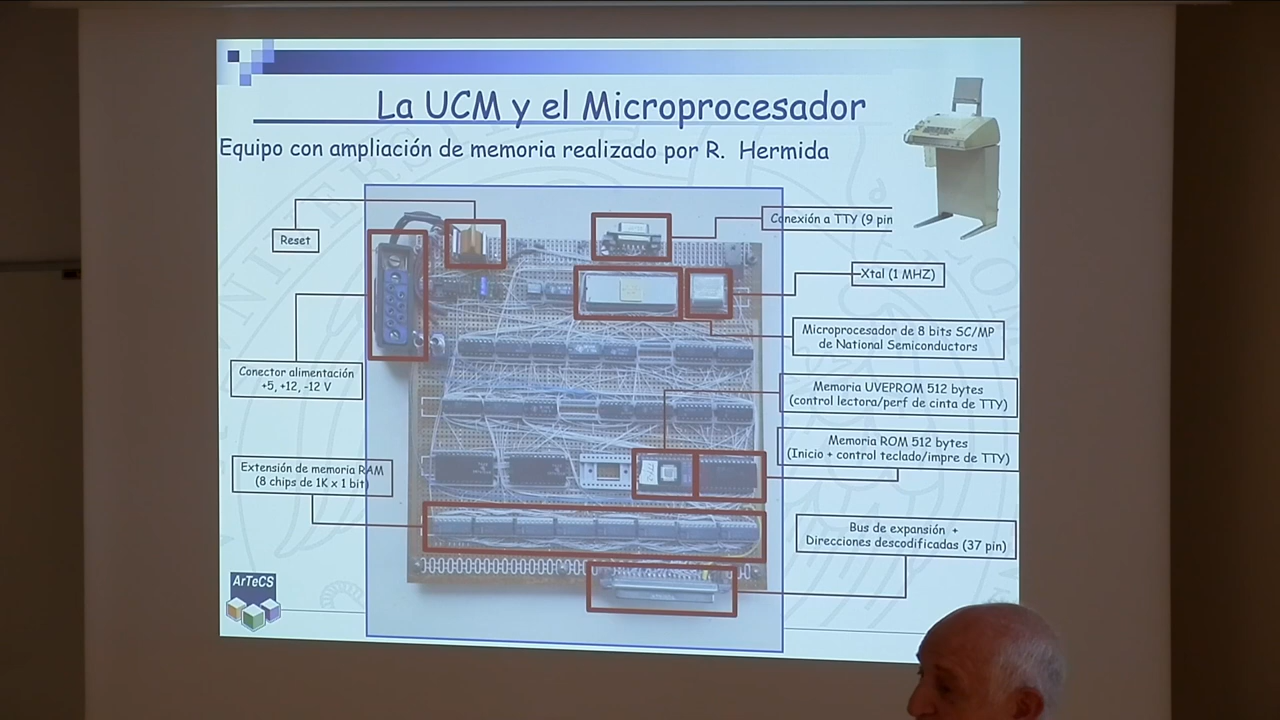 La UCM y el Microprocesador
Equipo con ampliación de memoria realizado por R. Hermida
Reset
Conexión a TTY (9 pin
Xtal (1 MHZ)
Microprocesador de 8 bits SC/MP
de National Semiconductors
Conector alimentación
+5, +12, -12 V
Memoria UVEPROM 512 bytes
(control lectora/perf de cinta de TTY)
Memoria ROM 512 bytes
(Inicio + control teclado/impre de TTY)
Extensión de memoria RAM
(8 chips de 1K x 1 bit)
Bus de expansión +
Direcciones descodificadas (37 pin)
ArTeCS